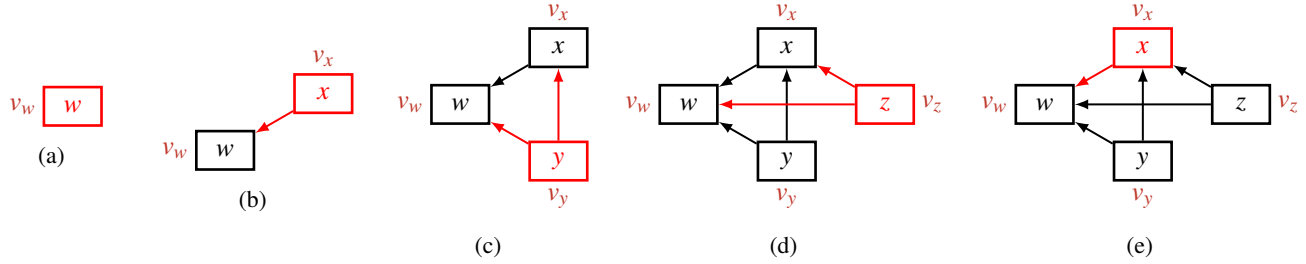 v_w w
(a)
v_x
x
v_w w
(b)
v_x
x
v_w w
y
v_y
(c)
v_x
x
v_w w z v_z
y
v_y
(d)
v_x
x
v_w w z v_z
y
v_y
(e)